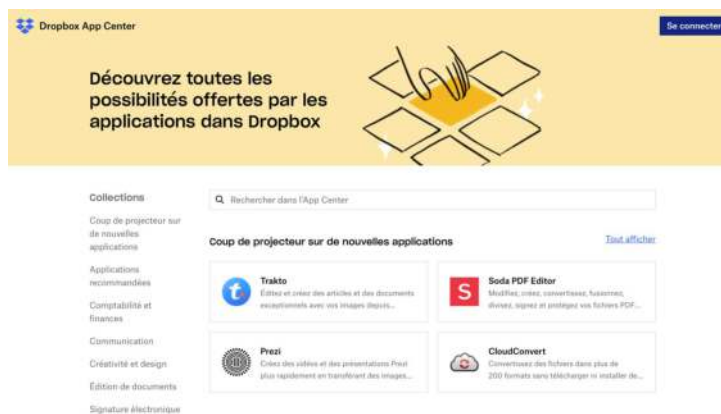 Dropbox App Center
Se connecter
Découvrez toutes les
possibilités offertes par les
applications dans Dropbox
Collections
Coup de projecteur sur
de nouvelles
applications
Applications
recommandées
Comptabilité et
finances
Communication
Créativité et design
Édition de documents
Signature électronique
Rechercher dans l'App Center
Coup de projecteur sur de nouvelles applications
Tout afficher
Trakto
Éditez et créez des articles et des documents
exceptionnels avec vos images depuis...
Soda PDF Editor
Modifiez, créez, convertissez, fusionnez,
divisez, signez et protégez vos fichiers PDF...
Prezi
Créez des vidéos et des présentations Prezi
plus rapidement en transférant des images...
CloudConvert
Convertissez des fichiers dans plus de
200 formats sans télécharger ni installer de...